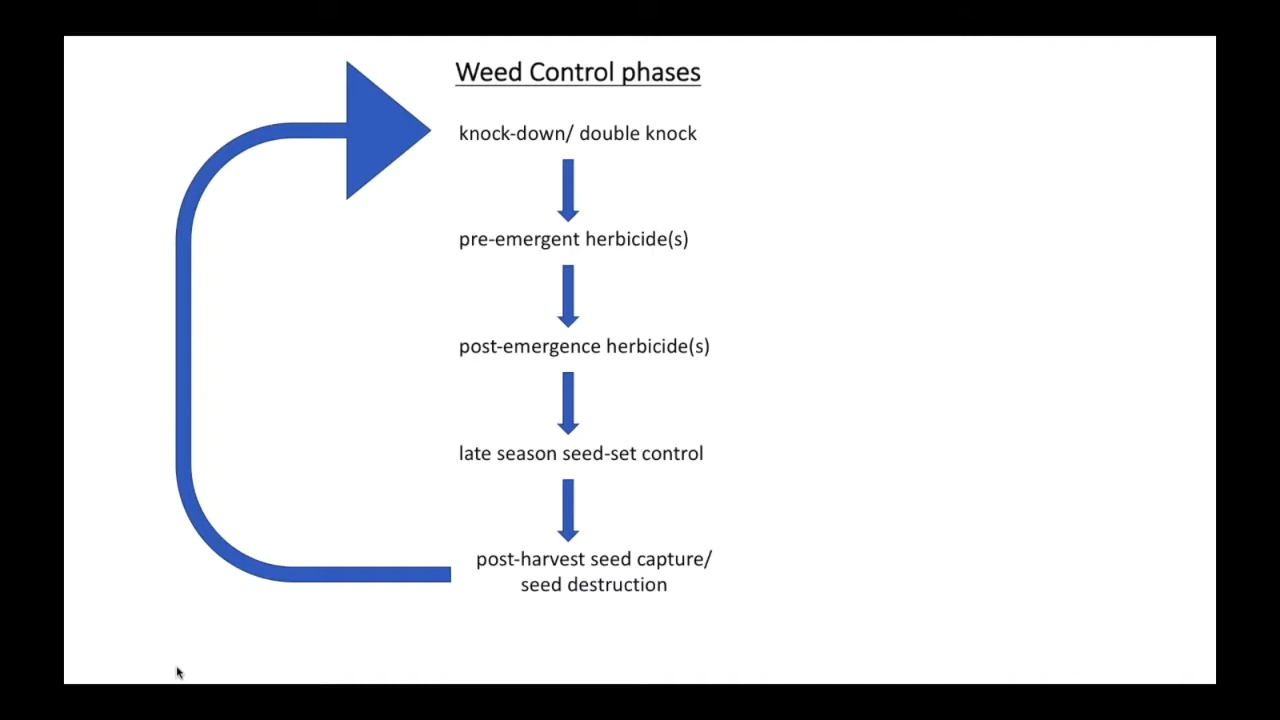 Weed Control phases
knock-down/ double knock
pre-emergent herbicide(s)
post-emergence herbicide(s)
late season seed-set control
post-harvest seed capture/
seed destruction